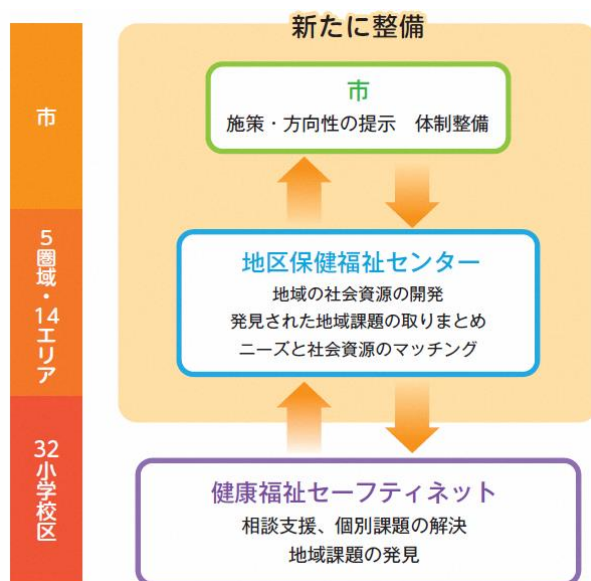 新たに整備
市
市
施策・方向性の提示　体制整備
5圏域・14エリア
地区保健福祉センター
地域の社会資源の開発
発見された地域課題の取りまとめ
ニーズと社会資源のマッチング
32小学校区
健康福祉セーフティネット
相談支援、個別課題の解決
地域課題の発見